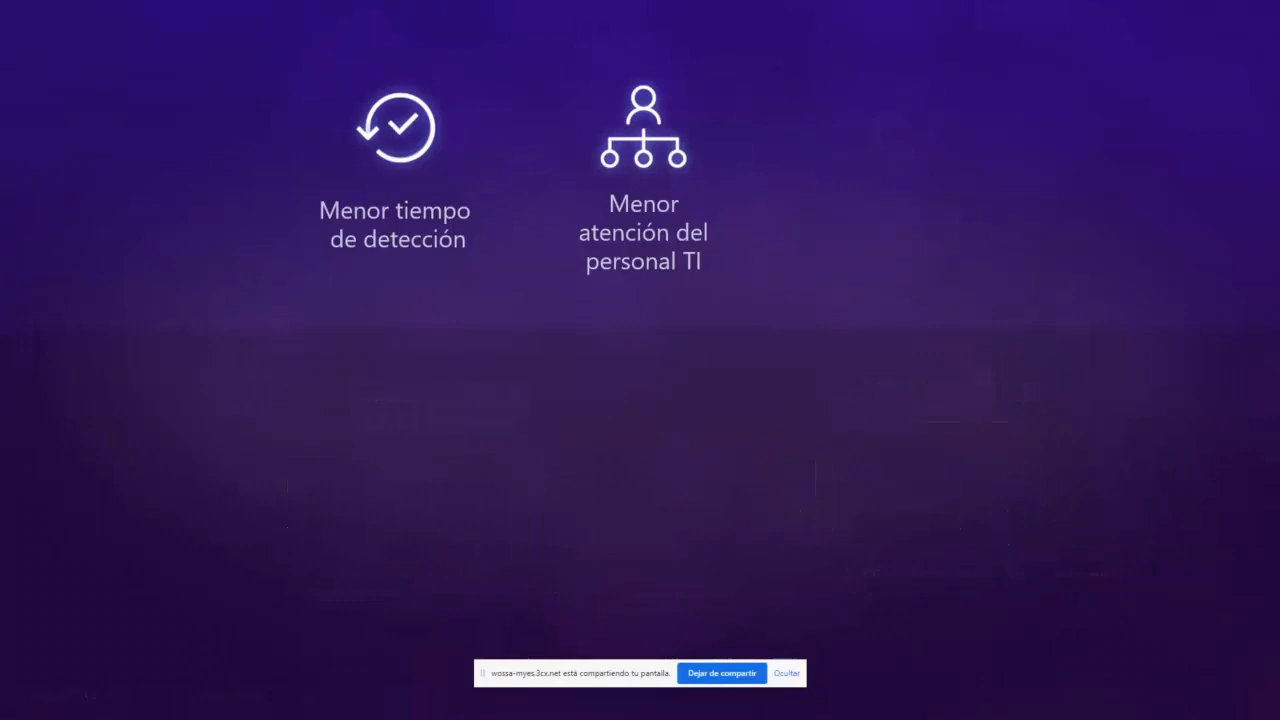 Menor tiempo
de detección
Menor
atención del
personal TI
wossa-myes.3cx.net está compartiendo tu pantalla.
Dejar de compartir
Ocultar